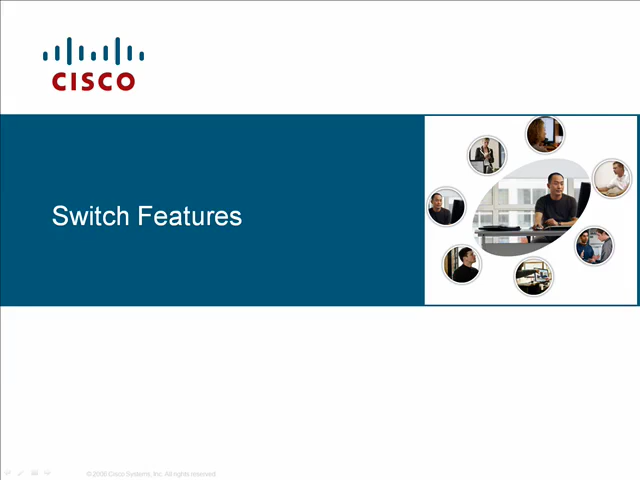 CISCO
Switch Features
© 2006 Cisco Systems, Inc. All rights reserved.